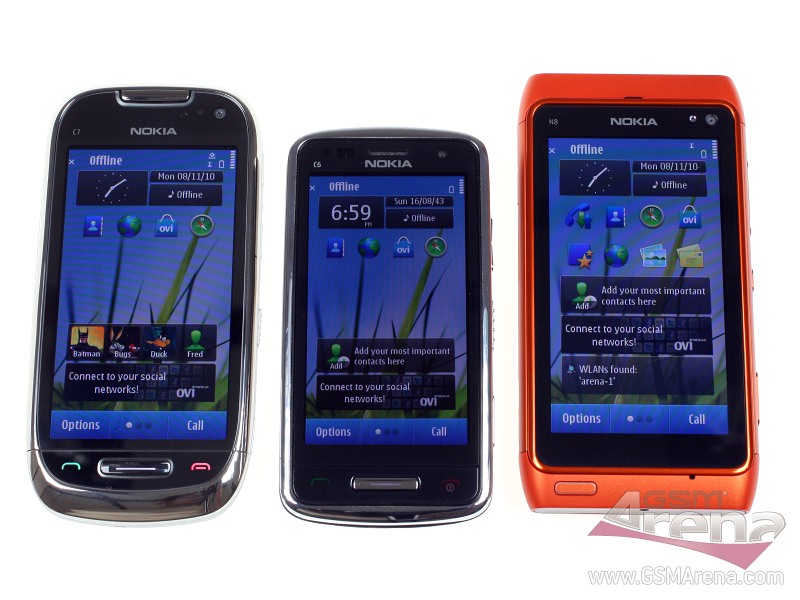 C7
NOKIA
Offline
Mon 08/11/10
Offline
ovi
Batman Bugs Duck Fred
Connect to your social
networks!
ovi
Options Call
C6
NOKIA
Offline
Sun 16/08/43
6:59 PM
Offline
ovi
Add
Add your most important
contacts here
Connect to your social
networks!
ovi
Options Call
N8
NOKIA
Offline
Mon 08/11/10
Offline
ovi
Add
Add your most important
contacts here
Connect to your social
networks!
ovi
WLANs found:
'arena-1'
Options Call
GSM
Arena
www.GSMArena.com